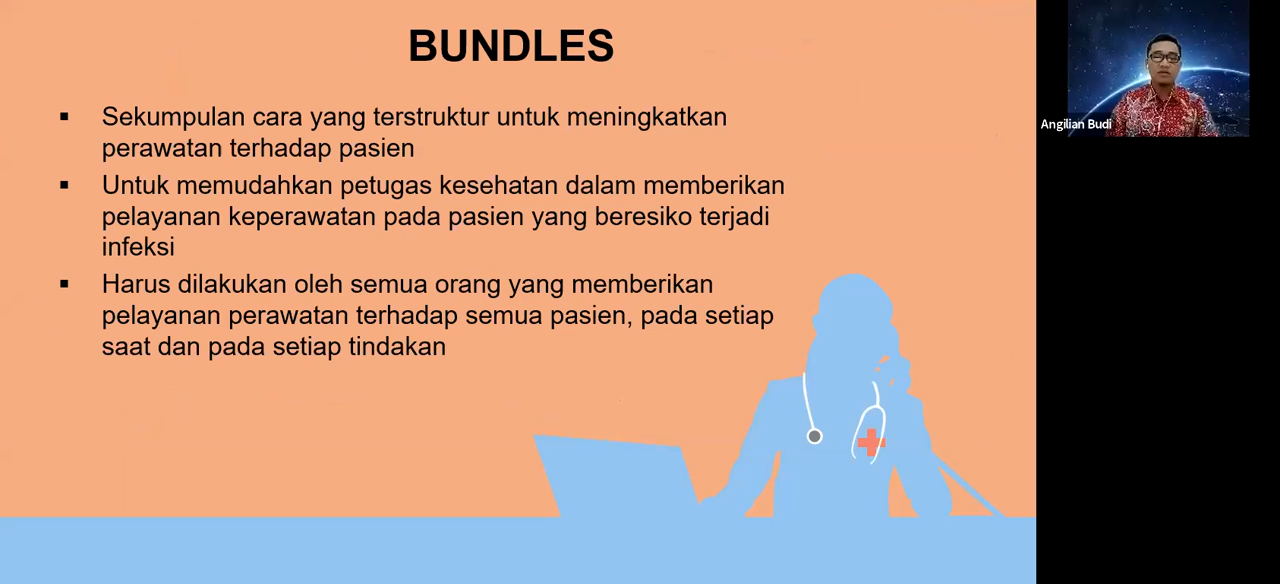 BUNDLES
▪ Sekumpulan cara yang terstruktur untuk meningkatkan
perawatan terhadap pasien
▪ Untuk memudahkan petugas kesehatan dalam memberikan
pelayanan keperawatan pada pasien yang beresiko terjadi
infeksi
▪ Harus dilakukan oleh semua orang yang memberikan
pelayanan perawatan terhadap semua pasien, pada setiap
saat dan pada setiap tindakan
Angilian Budi